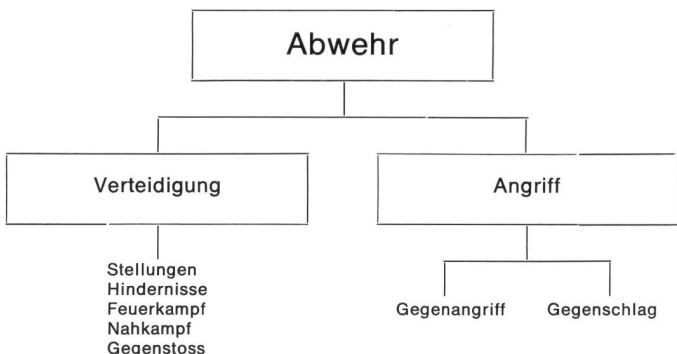 Abwehr
Verteidigung
Angriff
Stellungen
Hindernisse
Feuerkampf
Nahkampf
Gegenstoss
Gegenangriff
Gegenschlag